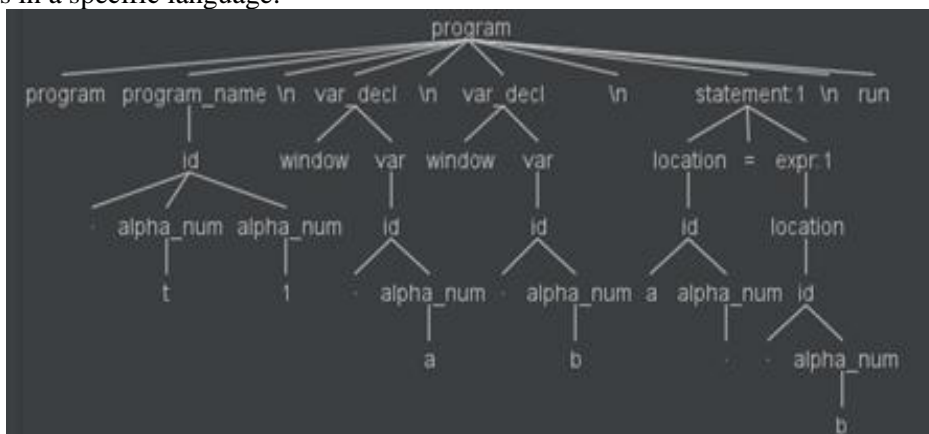 s in a specific language.
program
program program_name \n var_decl \n var_decl \n statement:1 \n run
id window var window var location = expr:1
alpha_num alpha_num id id id location
t 1 alpha_num alpha_num a alpha_num id
a b alpha_num
b